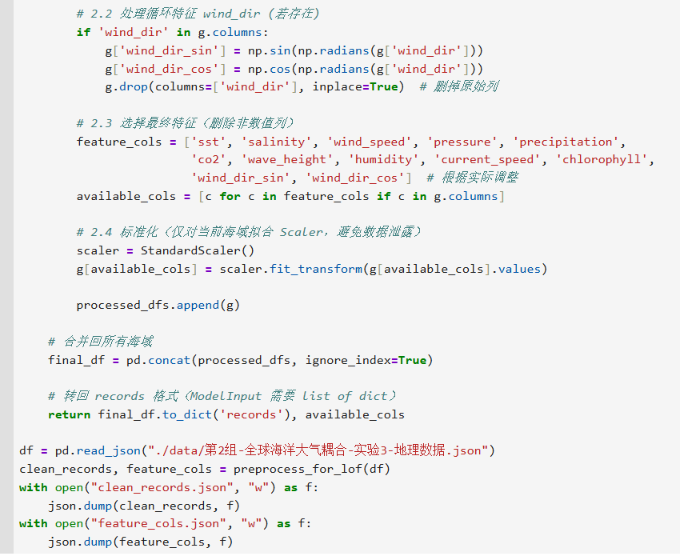 # 2.2 处理循环特征 wind_dir (若存在)
if 'wind_dir' in g.columns:
g['wind_dir_sin'] = np.sin(np.radians(g['wind_dir']))
g['wind_dir_cos'] = np.cos(np.radians(g['wind_dir']))
g.drop(columns=['wind_dir'], inplace=True)  # 删掉原始列
# 2.3 选择最终特征（删除非数值列）
feature_cols = ['sst', 'salinity', 'wind_speed', 'pressure', 'precipitation',
'co2', 'wave_height', 'humidity', 'current_speed', 'chlorophyll',
'wind_dir_sin', 'wind_dir_cos']  # 根据实际调整
available_cols = [c for c in feature_cols if c in g.columns]
# 2.4 标准化（仅对当前海域拟合 Scaler，避免数据泄露）
scaler = StandardScaler()
g[available_cols] = scaler.fit_transform(g[available_cols].values)
processed_dfs.append(g)
# 合并回所有海域
final_df = pd.concat(processed_dfs, ignore_index=True)
# 转回 records 格式（ModelInput 需要 list of dict）
return final_df.to_dict('records'), available_cols
df = pd.read_json("./data/第2组-全球海洋大气耦合-实验3-地理数据.json")
clean_records, feature_cols = preprocess_for_lof(df)
with open("clean_records.json", "w") as f:
json.dump(clean_records, f)
with open("feature_cols.json", "w") as f:
json.dump(feature_cols, f)